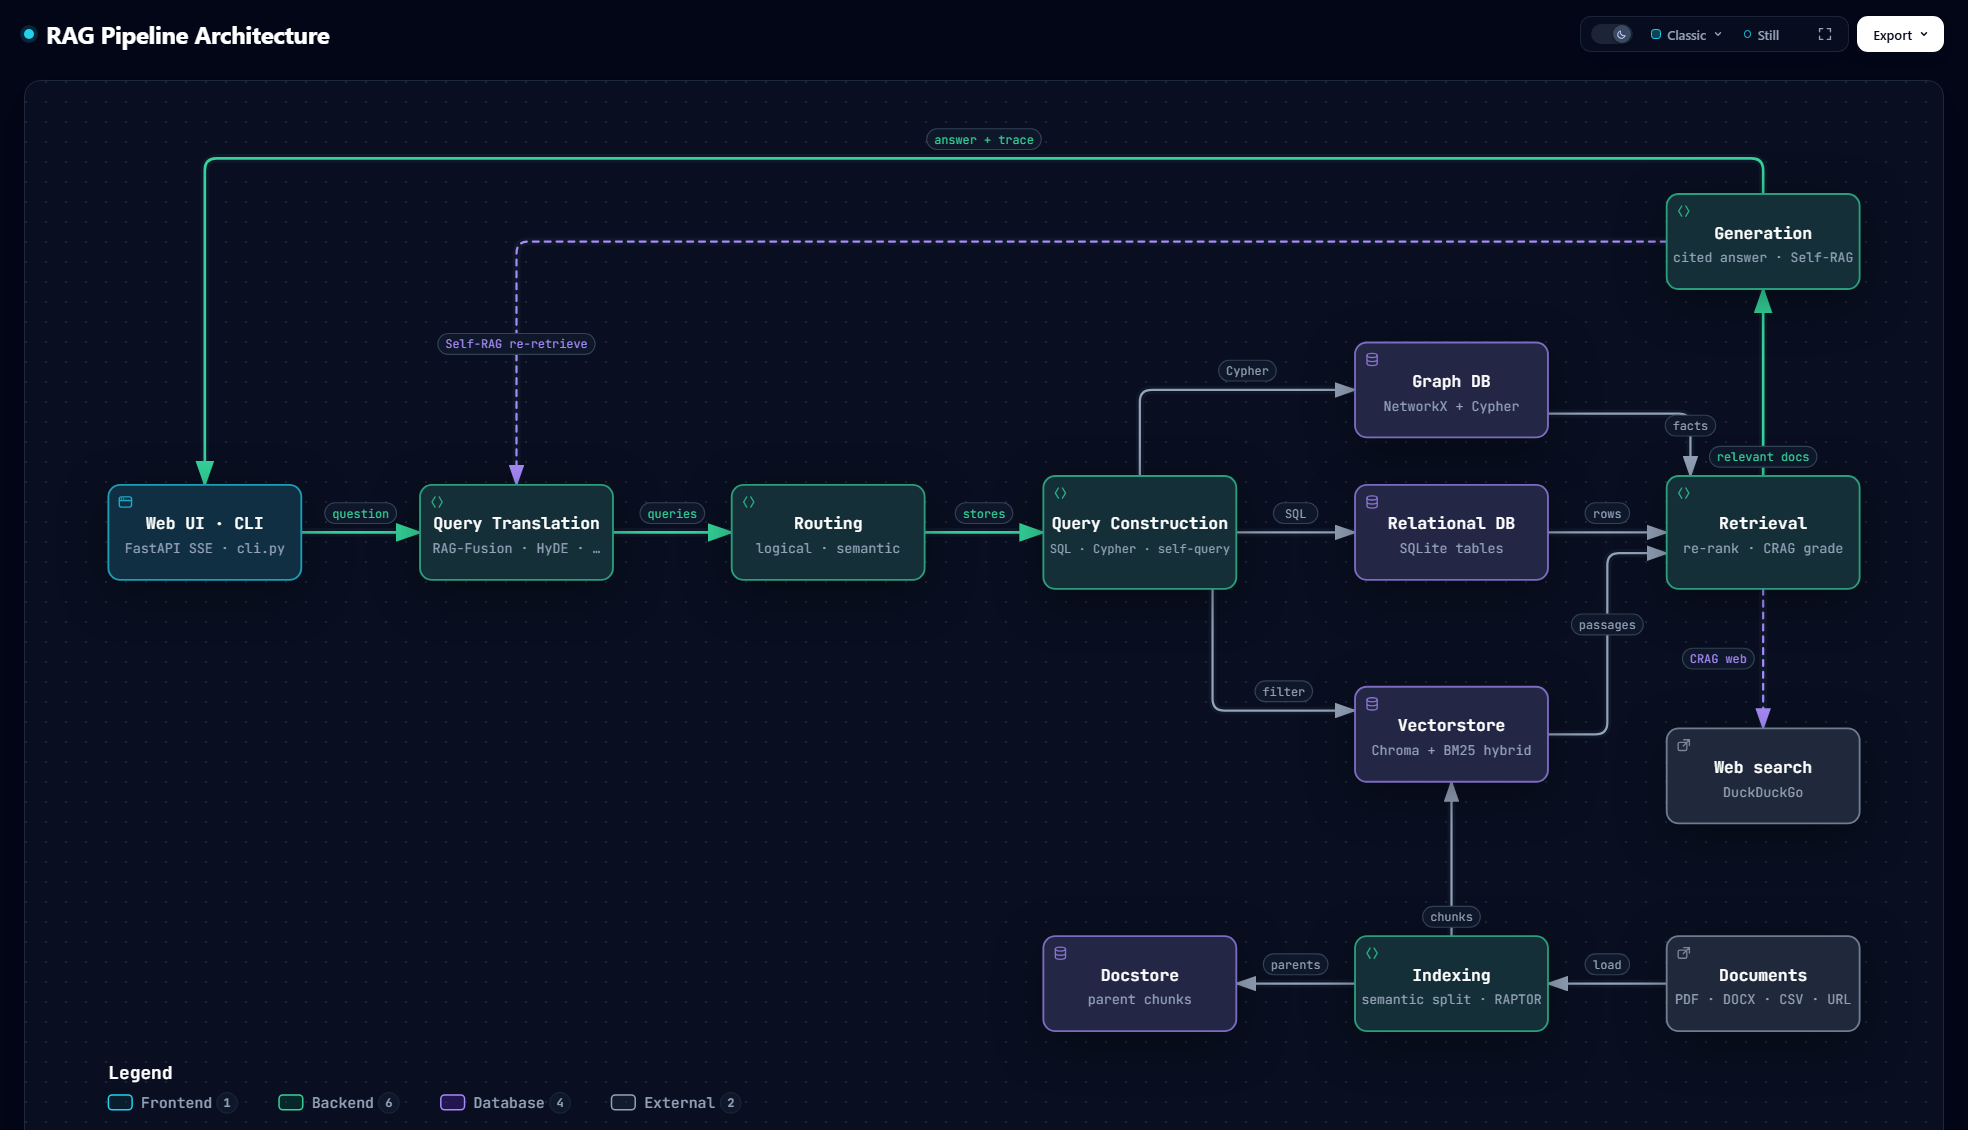 RAG Pipeline Architecture
Classic
Still
Export
answer + trace
Generation
cited answer · Self-RAG
Self-RAG re-retrieve
Cypher
Graph DB
NetworkX + Cypher
facts
relevant docs
Web UI · CLI
FastAPI SSE · cli.py
question
Query Translation
RAG-Fusion · HyDE · …
queries
Routing
logical · semantic
stores
Query Construction
SQL · Cypher · self-query
SQL
Relational DB
SQLite tables
rows
Retrieval
re-rank · CRAG grade
passages
CRAG web
filter
Vectorstore
Chroma + BM25 hybrid
Web search
DuckDuckGo
chunks
Docstore
parent chunks
parents
Indexing
semantic split · RAPTOR
load
Documents
PDF · DOCX · CSV · URL
Legend
Frontend 1
Backend 6
Database 4
External 2